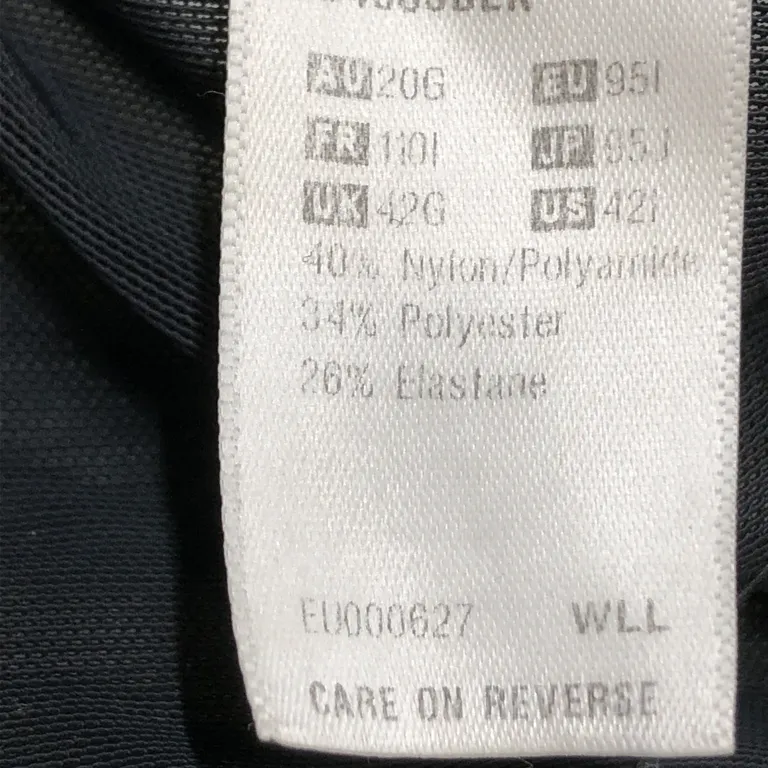 AU 20G EU 95I
FR 110I JP 95J
UK 42G US 42I
40% Nylon/Polyamide
34% Polyester
26% Elastane
EU000627 WLL
CARE ON REVERSE